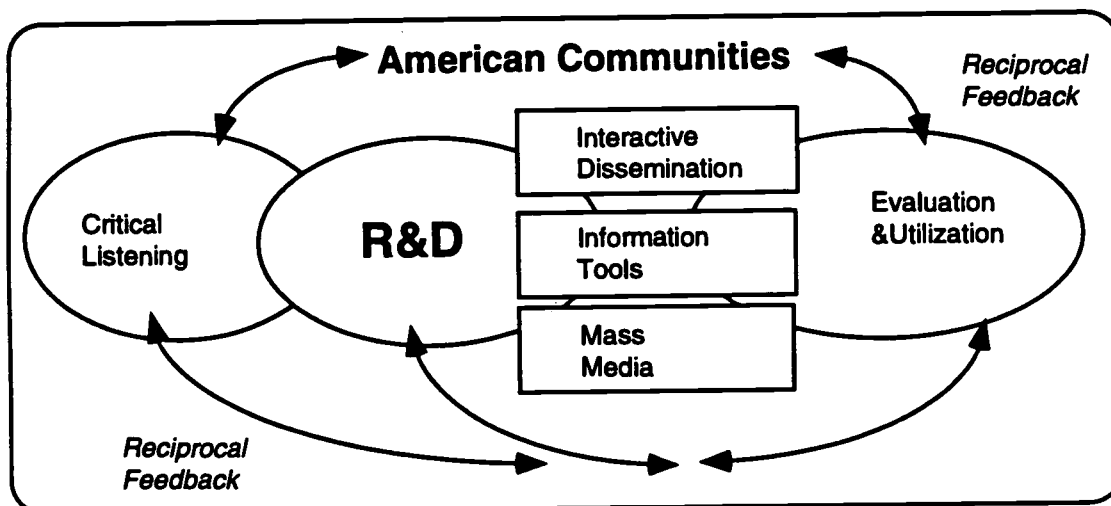 American Communities
Reciprocal
Feedback
Interactive
Dissemination
Critical
Listening
R&D
Information
Tools
Evaluation
&Utilization
Mass
Media
Reciprocal
Feedback